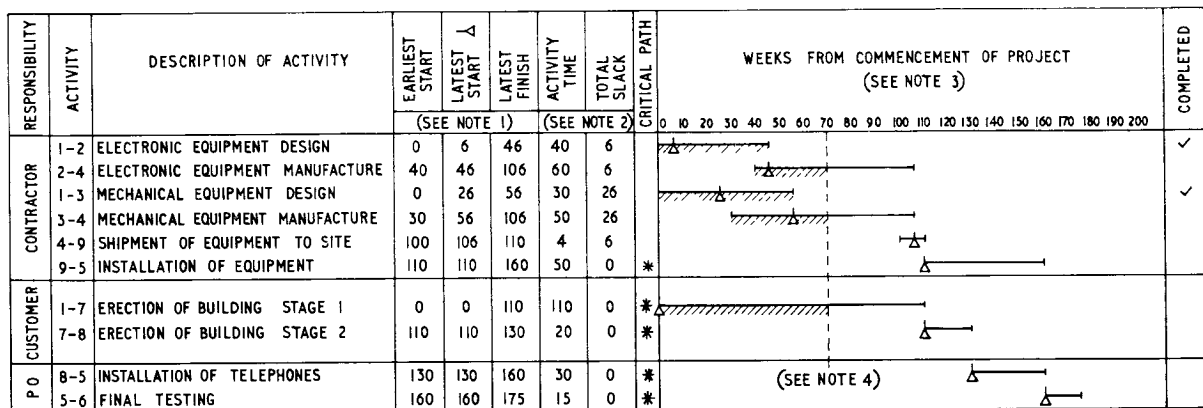 RESPONSIBILITY ACTIVITY DESCRIPTION OF ACTIVITY EARLIEST START LATEST START LATEST FINISH ACTIVITY TIME TOTAL SLACK CRITICAL PATH WEEKS FROM COMMENCEMENT OF PROJECT (SEE NOTE 3) COMPLETED
(SEE NOTE 1) (SEE NOTE 2) 0 10 20 30 40 50 60 70 80 90 100 110 120 130 140 150 160 170 180 190 200
CONTRACTOR
1-2 ELECTRONIC EQUIPMENT DESIGN 0 6 46 40 6 ✓
2-4 ELECTRONIC EQUIPMENT MANUFACTURE 40 46 106 60 6
1-3 MECHANICAL EQUIPMENT DESIGN 0 26 56 30 26 ✓
3-4 MECHANICAL EQUIPMENT MANUFACTURE 30 56 106 50 26
4-9 SHIPMENT OF EQUIPMENT TO SITE 100 106 110 4 6
9-5 INSTALLATION OF EQUIPMENT 110 110 160 50 0 *
CUSTOMER
1-7 ERECTION OF BUILDING STAGE 1 0 0 110 110 0 *
7-8 ERECTION OF BUILDING STAGE 2 110 110 130 20 0 *
PO
8-5 INSTALLATION OF TELEPHONES 130 130 160 30 0 * (SEE NOTE 4)
5-6 FINAL TESTING 160 160 175 15 0 *